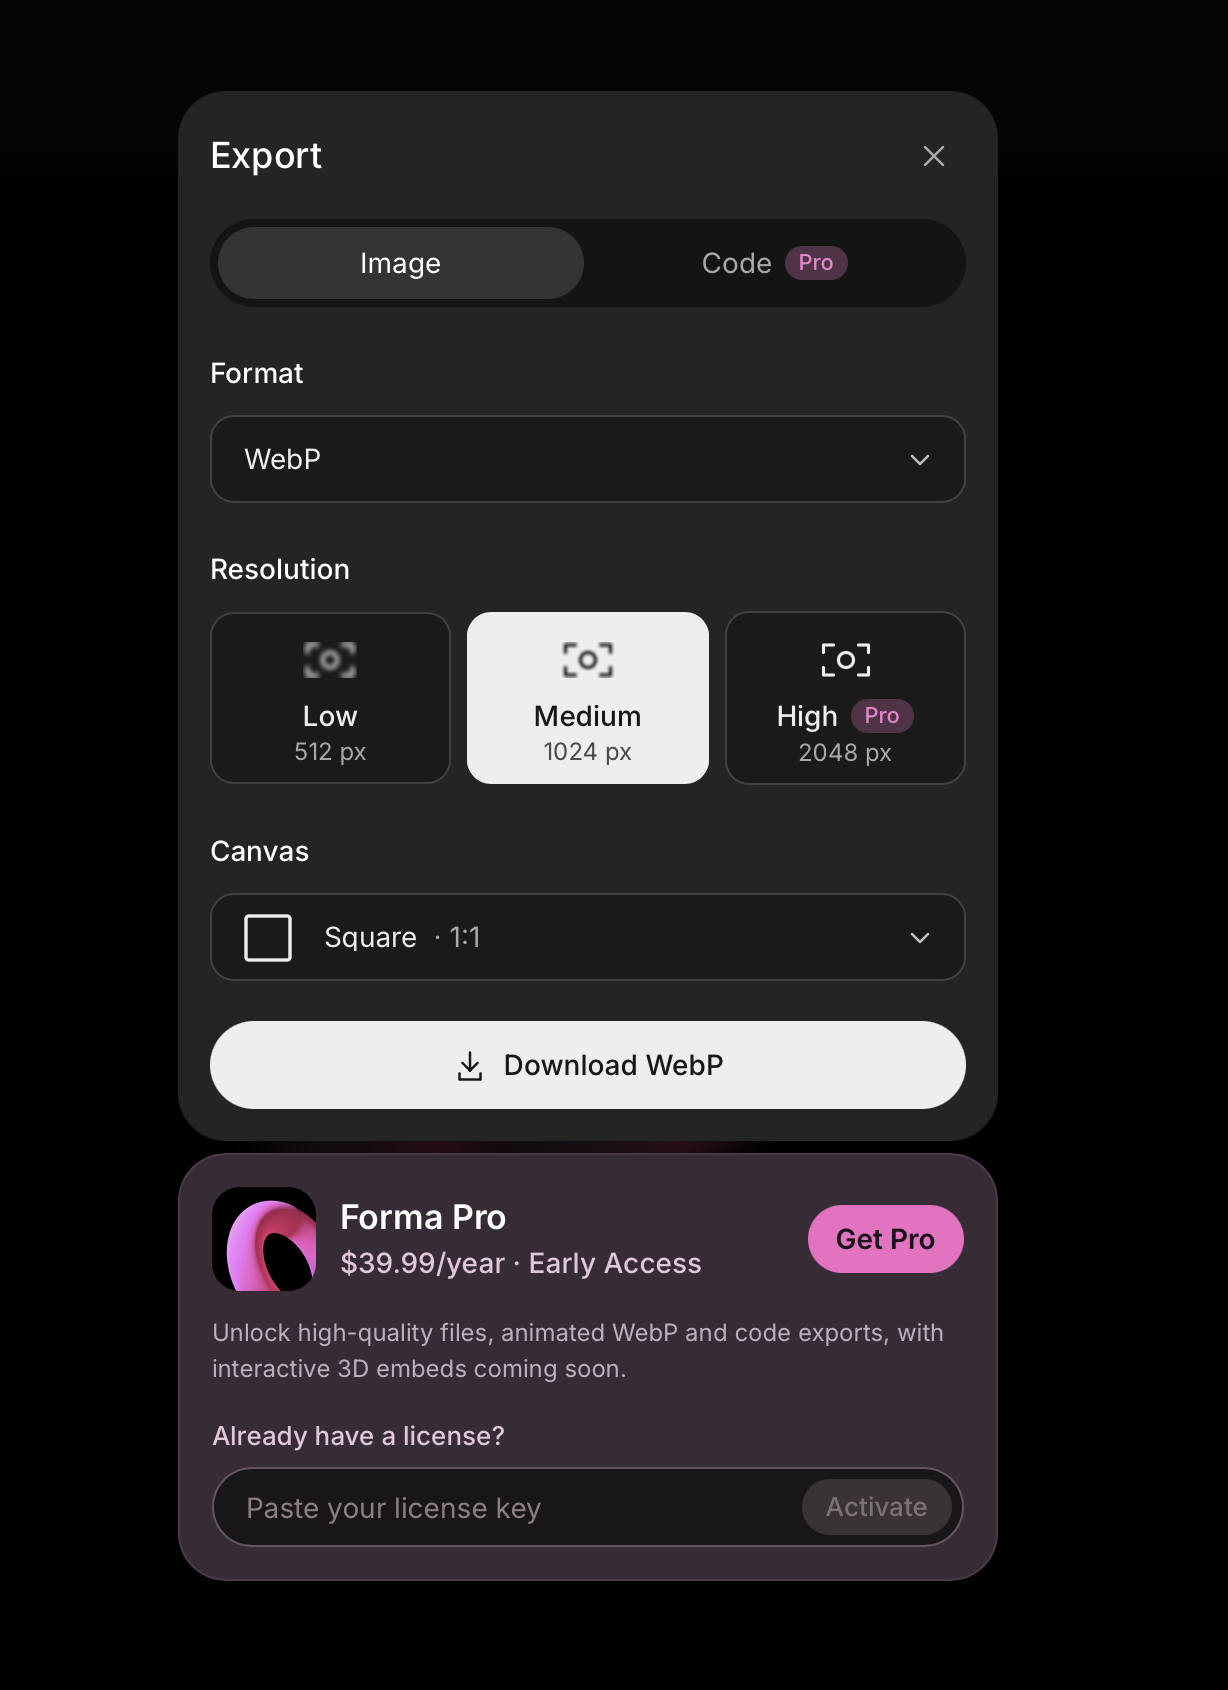 Export
Image
Code Pro
Format
WebP
Resolution
Low
512 px
Medium
1024 px
High Pro
2048 px
Canvas
Square · 1:1
Download WebP
Forma Pro
$39.99/year · Early Access
Get Pro
Unlock high-quality files, animated WebP and code exports, with
interactive 3D embeds coming soon.
Already have a license?
Paste your license key
Activate